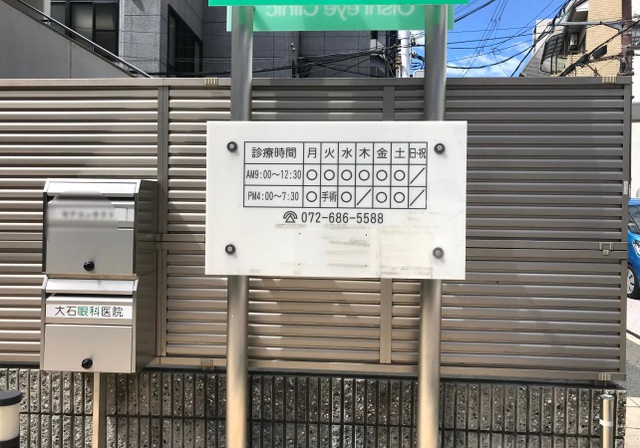 Oishi eye Clinic
診療時間 月 火 水 木 金 土 日・祝
AM9:00〜12:30 ○ ○ ○ ○ ○ ○ ／
PM4:00〜7:30 ○ 手術 ○ ／ ○ ○ ／
☎ 072-686-5588
大石眼科医院